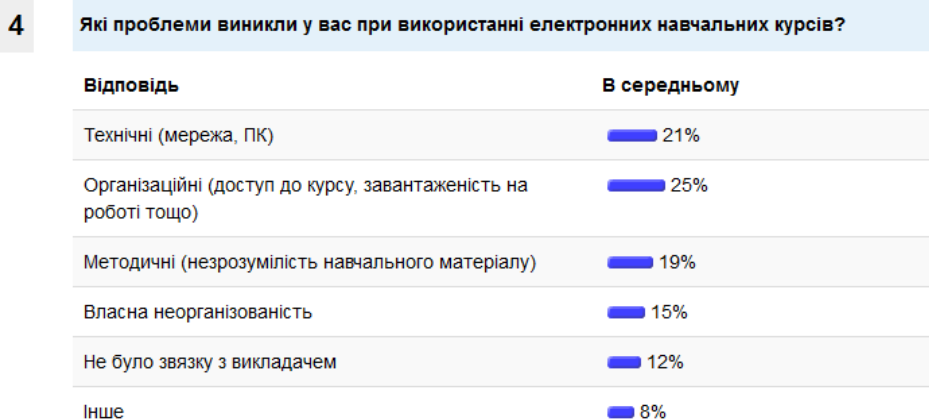 4
Які проблеми виникли у вас при використанні електронних навчальних курсів?
Відповідь В середньому
Технічні (мережа, ПК) 21%
Організаційні (доступ до курсу, завантаженість на
роботі тощо) 25%
Методичні (незрозумілість навчального матеріалу) 19%
Власна неорганізованість 15%
Не було звязку з викладачем 12%
Інше 8%